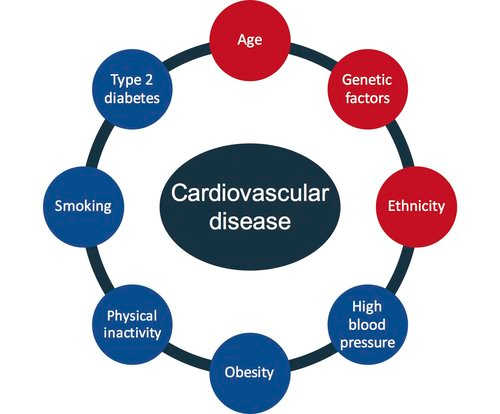 Age
Genetic
factors
Ethnicity
High
blood
pressure
Obesity
Physical
inactivity
Smoking
Type 2
diabetes
Cardiovascular
disease